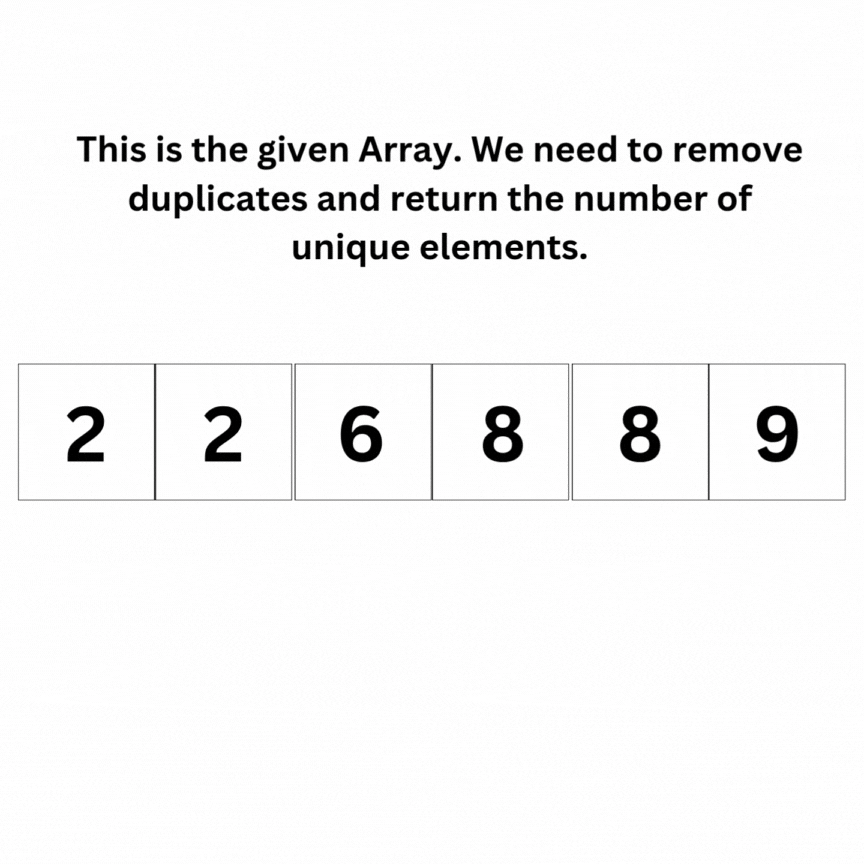 This is the given Array. We need to remove
duplicates and return the number of
unique elements.
2 2 6 8 8 9